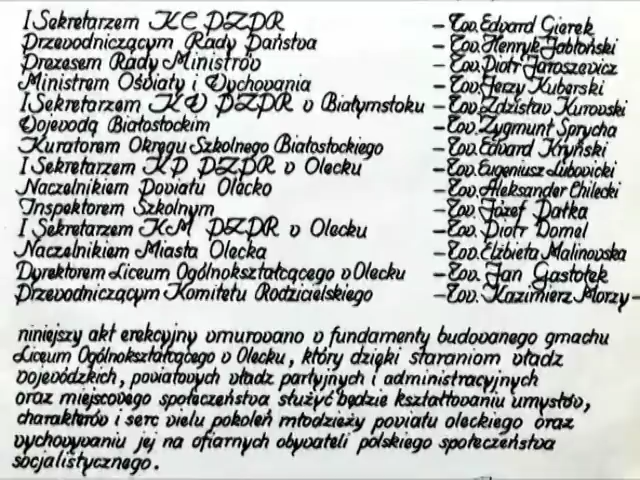 I Sekretarzem KC PZPR – Tow. Edward Gierek
Przewodniczącym Rady Państwa – Tow. Henryk Jabłoński
Prezesem Rady Ministrów – Tow. Piotr Jaroszewicz
Ministrem Oświaty i Wychowania – Tow. Jerzy Kuberski
I Sekretarzem KW PZPR w Białymstoku – Tow. Zdzisław Kurowski
Wojewodą Białostockim – Tow. Zygmunt Sprycha
Kuratorem Okręgu Szkolnego Białostockiego – Tow. Edward Kryński
I Sekretarzem KP PZPR w Olecku – Tow. Eugeniusz Lubowicki
Naczelnikiem Powiatu Olecko – Tow. Aleksander Chilecki
Inspektorem Szkolnym – Tow. Józef Pałka
I Sekretarzem KM PZPR w Olecku – Tow. Piotr Domel
Naczelnikiem Miasta Olecka – Tow. Elżbieta Malinowska
Dyrektorem Liceum Ogólnokształcącego w Olecku – Tow. Jan Gastołek
Przewodniczącym Komitetu Rodzicielskiego – Tow. Kazimierz Morzy-
niniejszy akt erekcyjny wmurowano w fundamenty budowanego gmachu
Liceum Ogólnokształcącego w Olecku, który dzięki staraniom władz
wojewódzkich, powiatowych władz partyjnych i administracyjnych
oraz miejscowego społeczeństwa służyć będzie kształtowaniu umysłów,
charakterów i serc wielu pokoleń młodzieży powiatu oleckiego oraz
wychowywaniu jej na ofiarnych obywateli polskiego społeczeństwa
socjalistycznego.